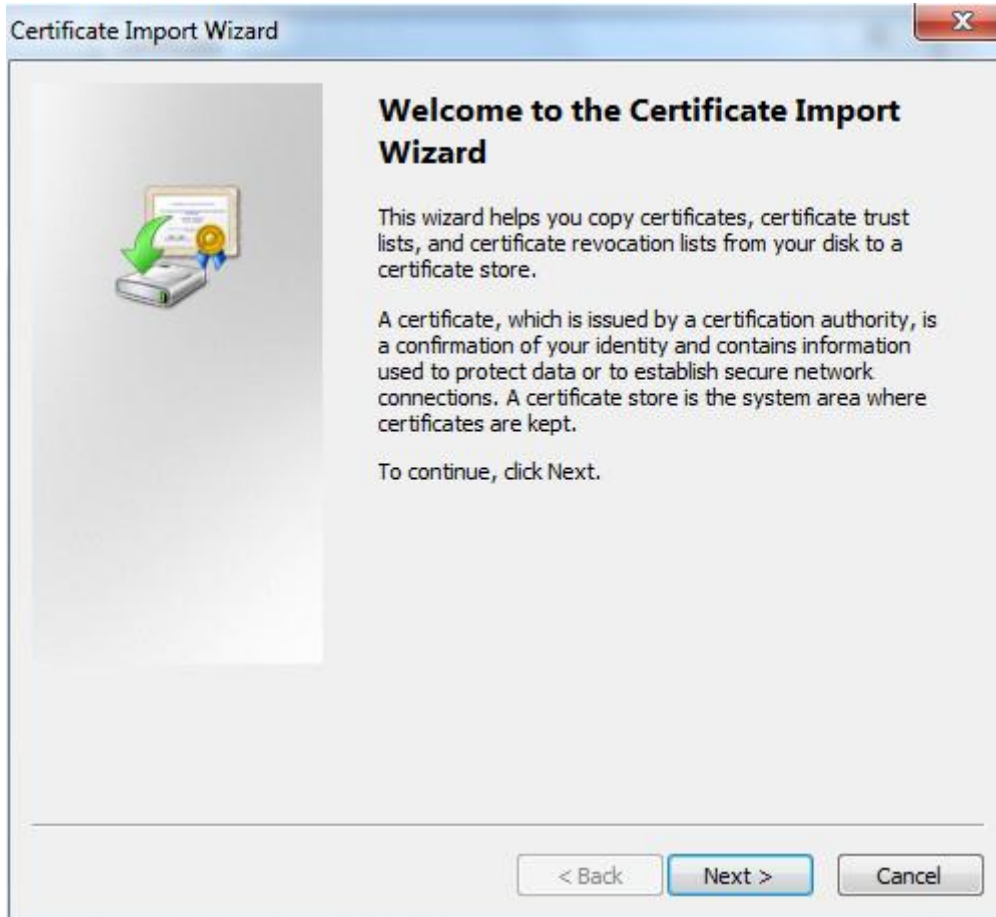 Certificate Import Wizard
Welcome to the Certificate Import
Wizard
This wizard helps you copy certificates, certificate trust
lists, and certificate revocation lists from your disk to a
certificate store.
A certificate, which is issued by a certification authority, is
a confirmation of your identity and contains information
used to protect data or to establish secure network
connections. A certificate store is the system area where
certificates are kept.
To continue, click Next.
< Back Next > Cancel